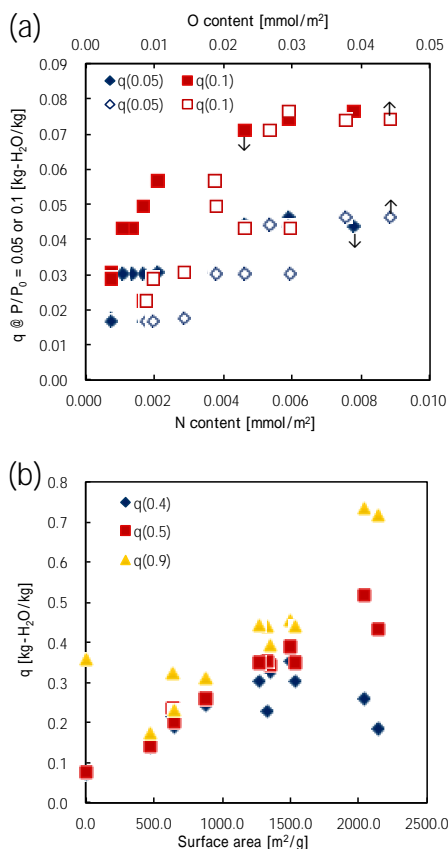 (a)
O content [mmol/m²]
0.00 0.01 0.02 0.03 0.04 0.05
q @ P/P₀ = 0.05 or 0.1 [kg-H₂O/kg]
0.09
0.08
0.07
0.06
0.05
0.04
0.03
0.02
0.01
0.00
q(0.05) q(0.1)
q(0.05) q(0.1)
0.000 0.002 0.004 0.006 0.008 0.010
N content [mmol/m²]
(b)
q [kg-H₂O/kg]
0.8
0.7
0.6
0.5
0.4
0.3
0.2
0.1
0.0
q(0.4)
q(0.5)
q(0.9)
0.0 500.0 1000.0 1500.0 2000.0 2500.0
Surface area [m²/g]